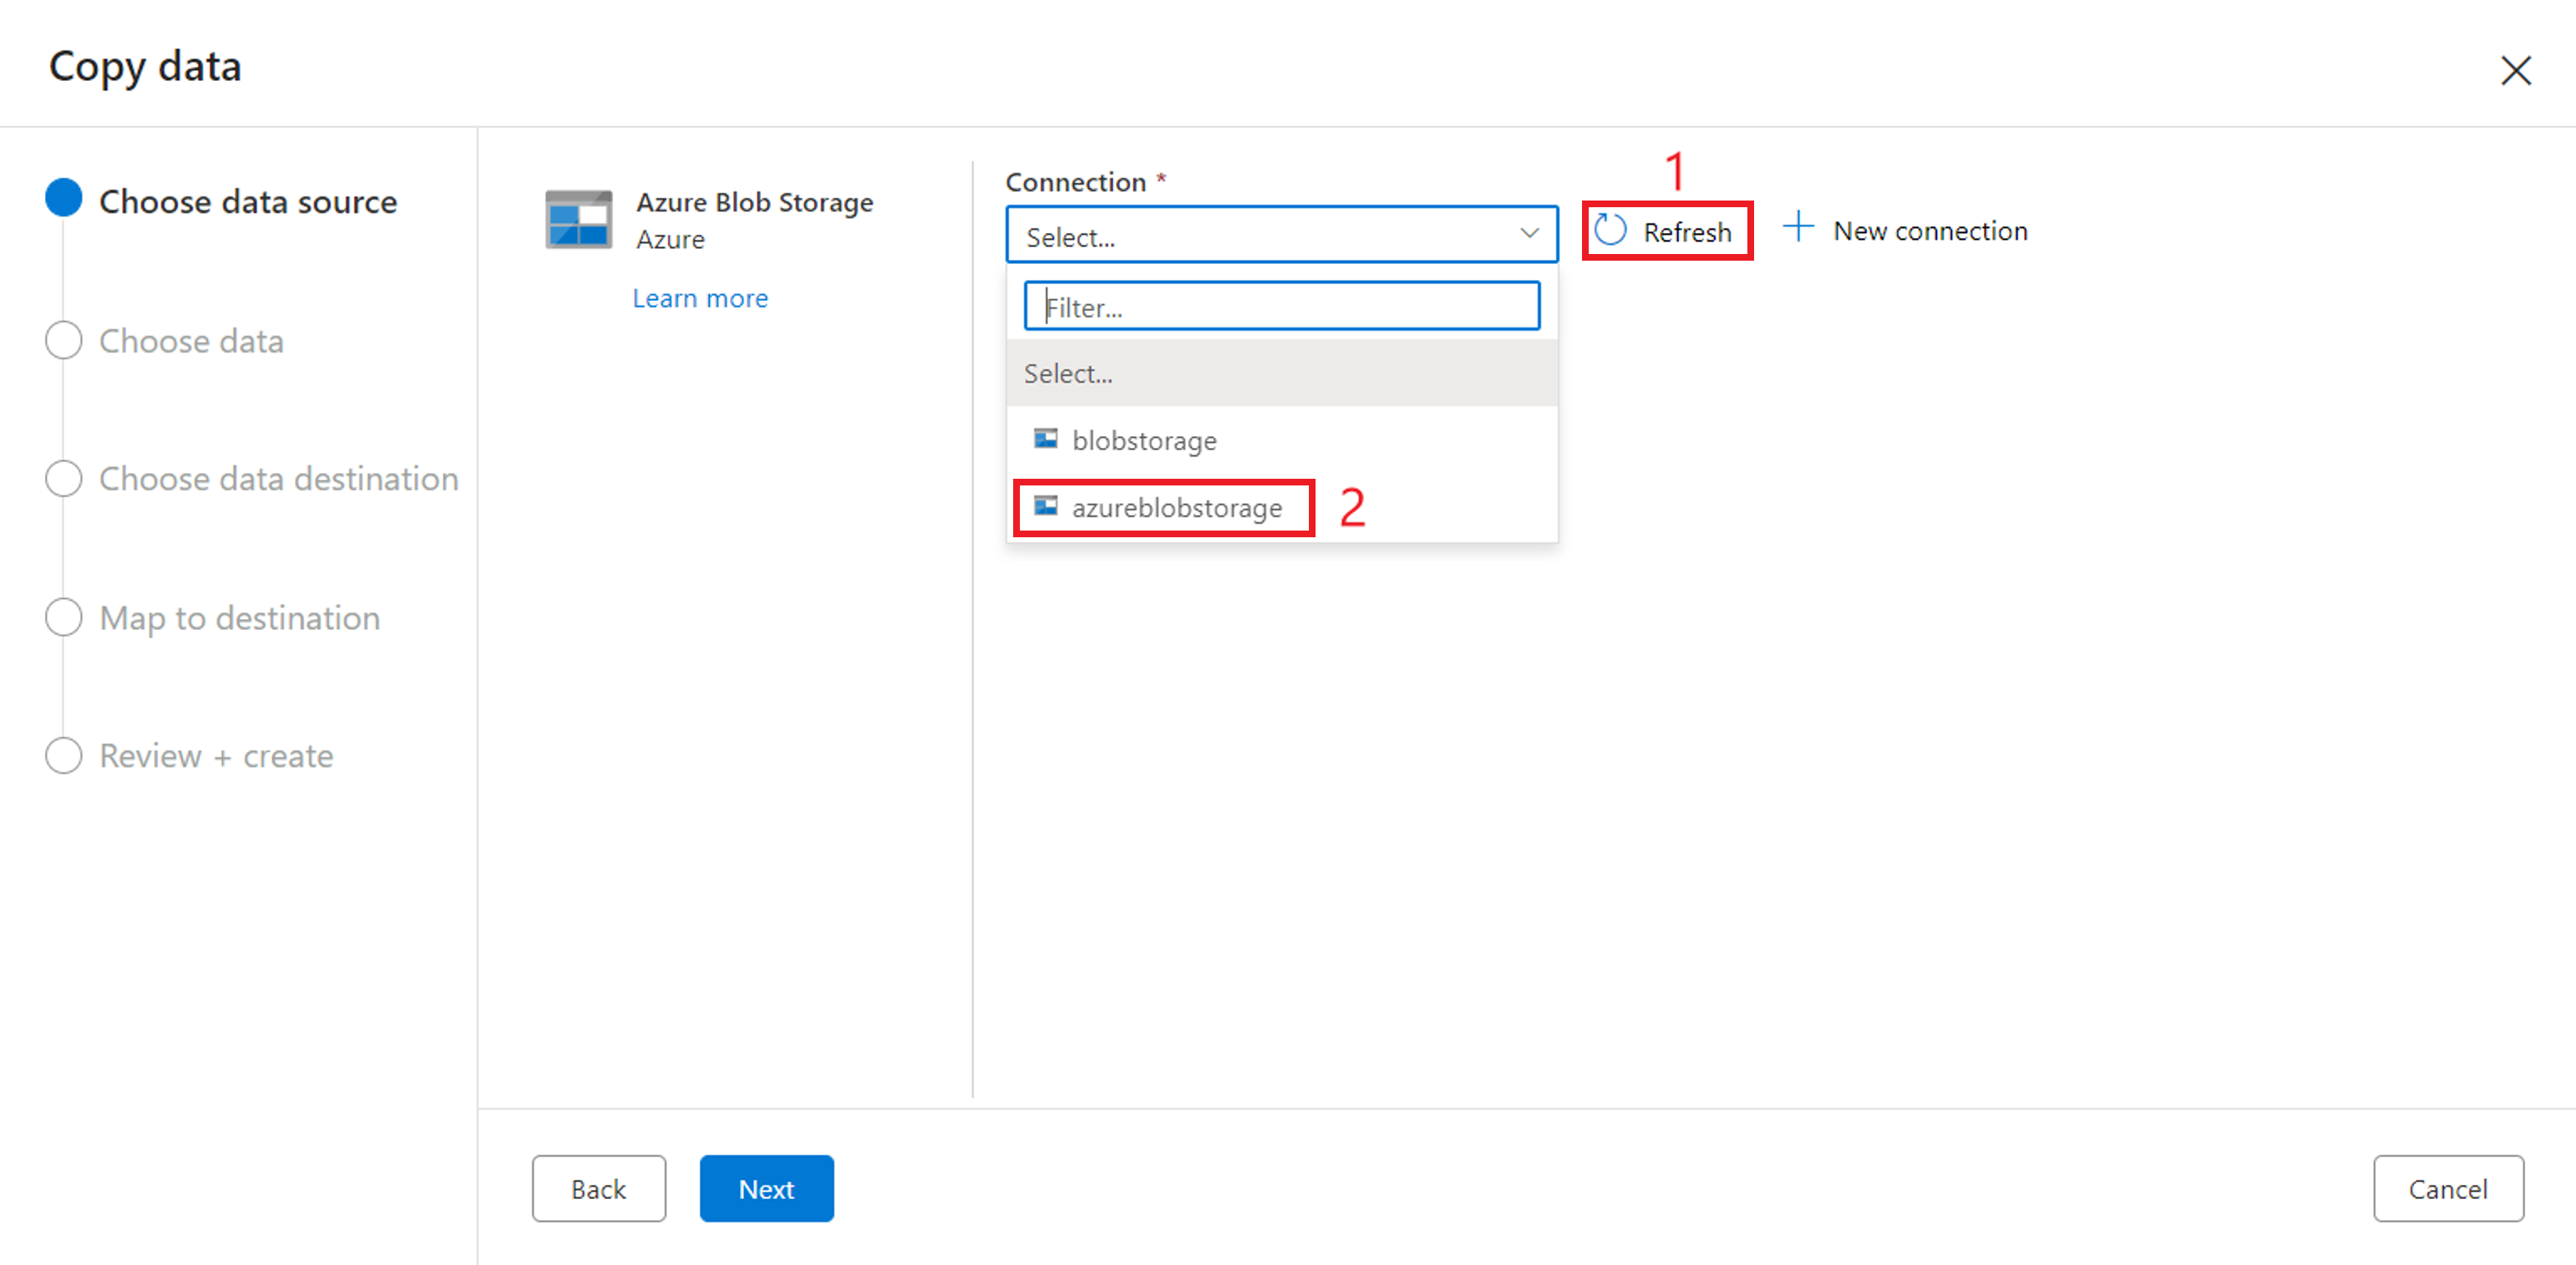 Copy data
Choose data source
Choose data
Choose data destination
Map to destination
Review + create
Azure Blob Storage
Azure
Learn more
Connection *
Select...
1
Refresh
New connection
Filter...
Select...
blobstorage
azureblobstorage
2
Back
Next
Cancel